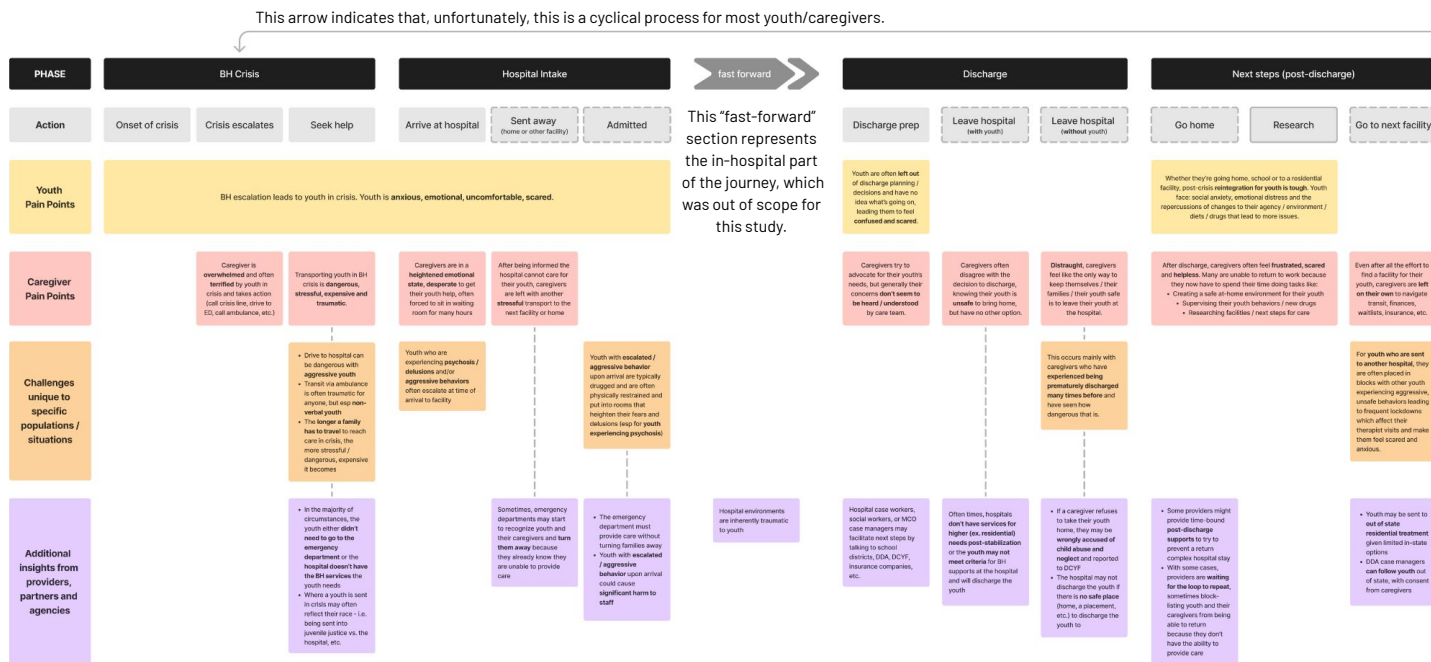 This arrow indicates that, unfortunately, this is a cyclical process for most youth/caregivers.
PHASE
BH Crisis
Hospital Intake
fast forward
Discharge
Next steps (post-discharge)
Action
Onset of crisis
Crisis escalates
Seek help
Arrive at hospital
Sent away
(home or other facility)
Admitted
This “fast-forward”
section represents
the in-hospital part
of the journey, which
was out of scope for
this study.
Discharge prep
Leave hospital
(with youth)
Leave hospital
(without youth)
Go home
Research
Go to next facility
Youth
Pain Points
BH escalation leads to youth in crisis. Youth is anxious, emotional, uncomfortable, scared.
Youth are often left out
of discharge planning /
decisions and have no
idea what's going on,
leading them to feel
confused and scared.
Whether they're going home, school or to a residential
facility, post-crisis reintegration for youth is tough. Youth
face: social anxiety, emotional distress and the
repercussions of changes to their agency / environment /
diets / drugs that lead to more issues.
Caregiver
Pain Points
Caregiver is
overwhelmed and often
terrified by youth in
crisis and takes action
(call crisis line, drive to
ED, call ambulance, etc.)
Transporting youth in BH
crisis is dangerous,
stressful, expensive and
traumatic.
Caregivers are in a
heightened emotional
state, desperate to get
their youth help, often
forced to sit in waiting
room for many hours
After being informed the
hospital cannot care for
their youth, caregivers
are left with another
stressful transport to the
next facility or home
Caregivers try to
advocate for their youth's
needs, but generally their
concerns don't seem to
be heard / understood
by care team.
Caregivers often
disagree with the
decision to discharge,
knowing their youth is
unsafe to bring home,
but have no other option.
Distraught, caregivers
feel like the only way to
keep themselves / their
families / their youth safe
is to leave their youth at
the hospital.
After discharge, caregivers often feel frustrated, scared
and helpless. Many are unable to return to work because
they now have to spend their time doing tasks like:
• Creating a safe at-home environment for their youth
• Supervising their youth behaviors / new drugs
• Researching facilities / next steps for care
Even after all the effort to
find a facility for their
youth, caregivers are left
on their own to navigate
transit, finances,
waitlists, insurance, etc.
Challenges
unique to
specific
populations /
situations
• Drive to hospital can
be dangerous with
aggressive youth
• Transit via ambulance
is often traumatic for
anyone, but esp non-
verbal youth
• The longer a family
has to travel to reach
care in crisis, the
more stressful /
dangerous, expensive
it becomes
Youth who are
experiencing psychosis /
delusions and/or
aggressive behaviors
often escalate at time of
arrival to facility
Youth with escalated /
aggressive behavior
upon arrival are typically
drugged and are often
physically restrained and
put into rooms that
heighten their fears and
delusions (esp for youth
experiencing psychosis)
This occurs mainly with
caregivers who have
experienced being
prematurely discharged
many times before and
have seen how
dangerous that is.
For youth who are sent
to another hospital, they
are often placed in
blocks with other youth
experiencing aggressive,
unsafe behaviors leading
to frequent lockdowns
which affect their
therapist visits and make
them feel scared and
anxious.
Additional
insights from
providers,
partners and
agencies
• In the majority of
circumstances, the
youth either didn't
need to go to the
emergency
department or the
hospital doesn't have
the BH services the
youth needs
• Where a youth is sent
in crisis may often
reflect their race - i.e.
being sent into
juvenile justice vs. the
hospital, etc.
Sometimes, emergency
departments may start
to recognize youth and
their caregivers and turn
them away because
they already know they
are unable to provide
care
• The emergency
department must
provide care without
turning families away
• Youth with escalated
/ aggressive
behavior upon arrival
could cause
significant harm to
staff
Hospital environments
are inherently traumatic
to youth
Hospital case workers,
social workers, or MCO
case managers may
facilitate next steps by
talking to school
districts, DDA, DCYF,
insurance companies,
etc.
Often times, hospitals
don't have services for
higher (ex. residential)
needs post-stabilization
or the youth may not
meet criteria for BH
supports at the hospital
and will discharge the
youth
• If a caregiver refuses
to take their youth
home, they may be
wrongly accused of
child abuse and
neglect and reported
to DCYF
• The hospital may not
discharge the youth if
there is no safe place
(home, a placement,
etc.) to discharge the
youth to
• Some providers might
provide time-bound
post-discharge
supports to try to
prevent a return
complex hospital stay
• With some cases,
providers are waiting
for the loop to repeat,
sometimes block-
listing youth and their
caregivers from being
able to return
because they don't
have the ability to
provide care
• Youth may be sent to
out of state
residential treatment
given limited in-state
options
• DDA case managers
can follow youth out
of state, with consent
from caregivers